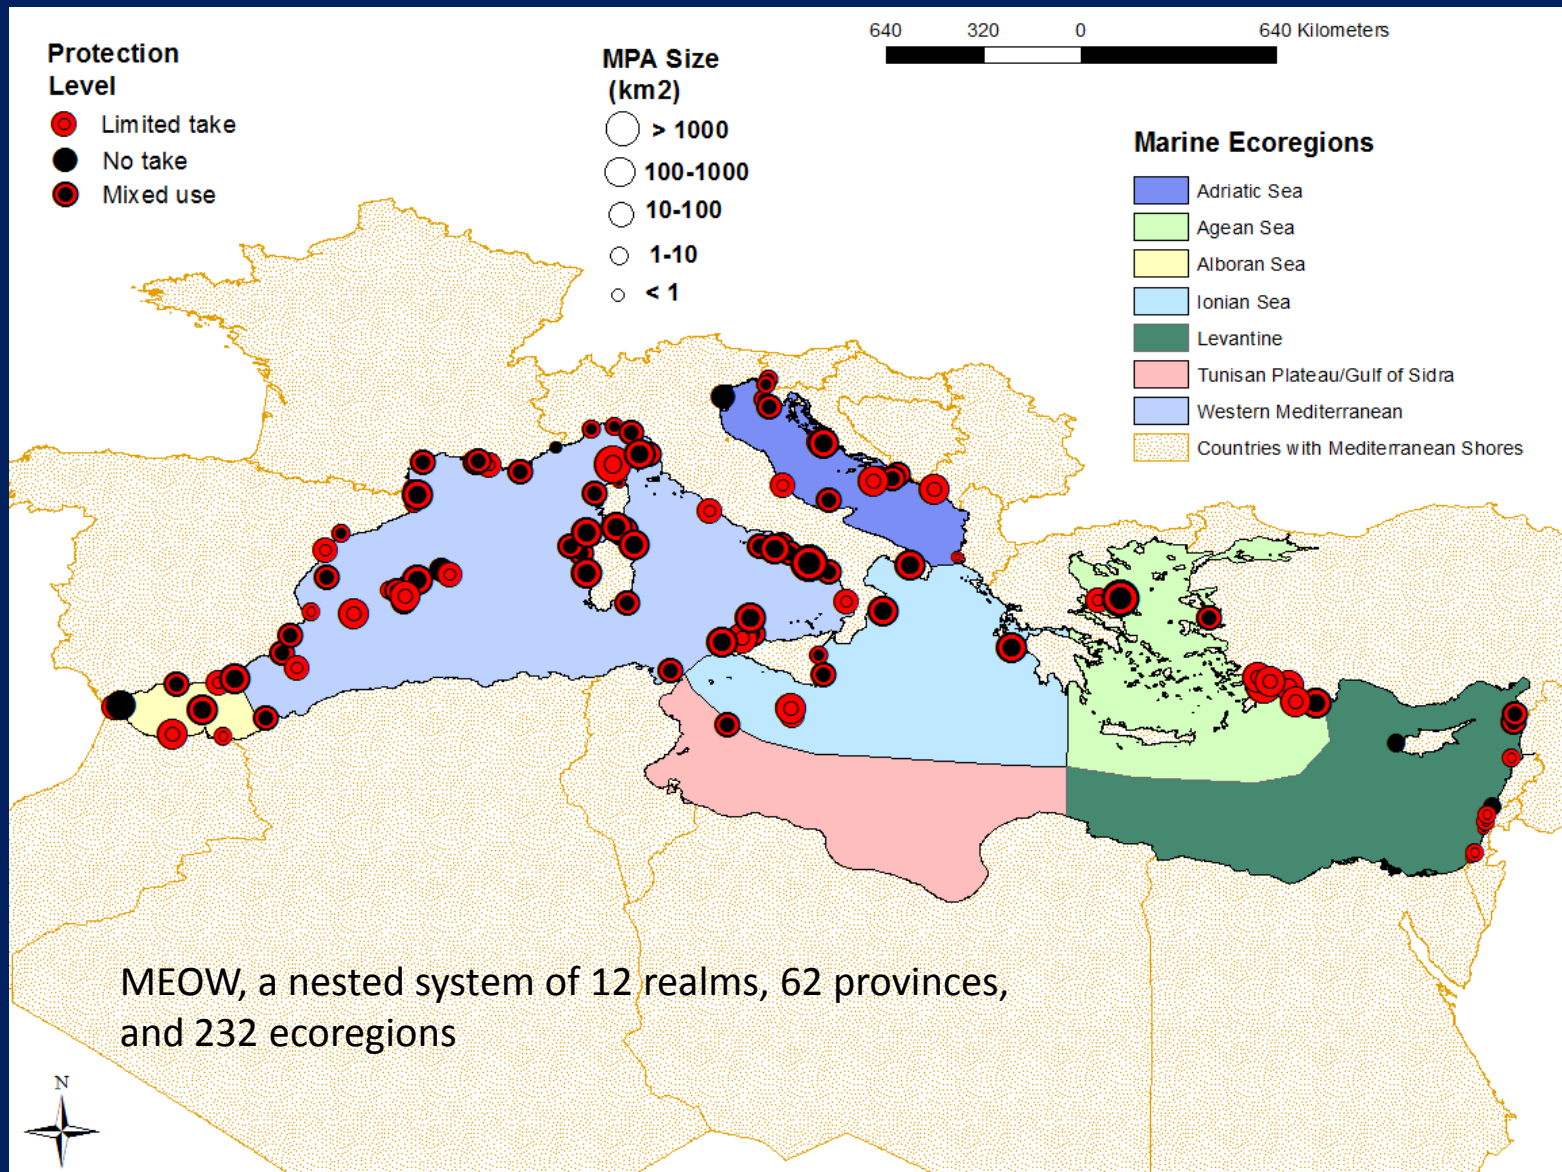 Protection
Level
Limited take
No take
Mixed use
MPA Size
(km2)
> 1000
100-1000
10-100
1-10
< 1
640 320 0 640 Kilometers
Marine Ecoregions
Adriatic Sea
Agean Sea
Alboran Sea
Ionian Sea
Levantine
Tunisan Plateau/Gulf of Sidra
Western Mediterranean
Countries with Mediterranean Shores
MEOW, a nested system of 12 realms, 62 provinces,
and 232 ecoregions
N